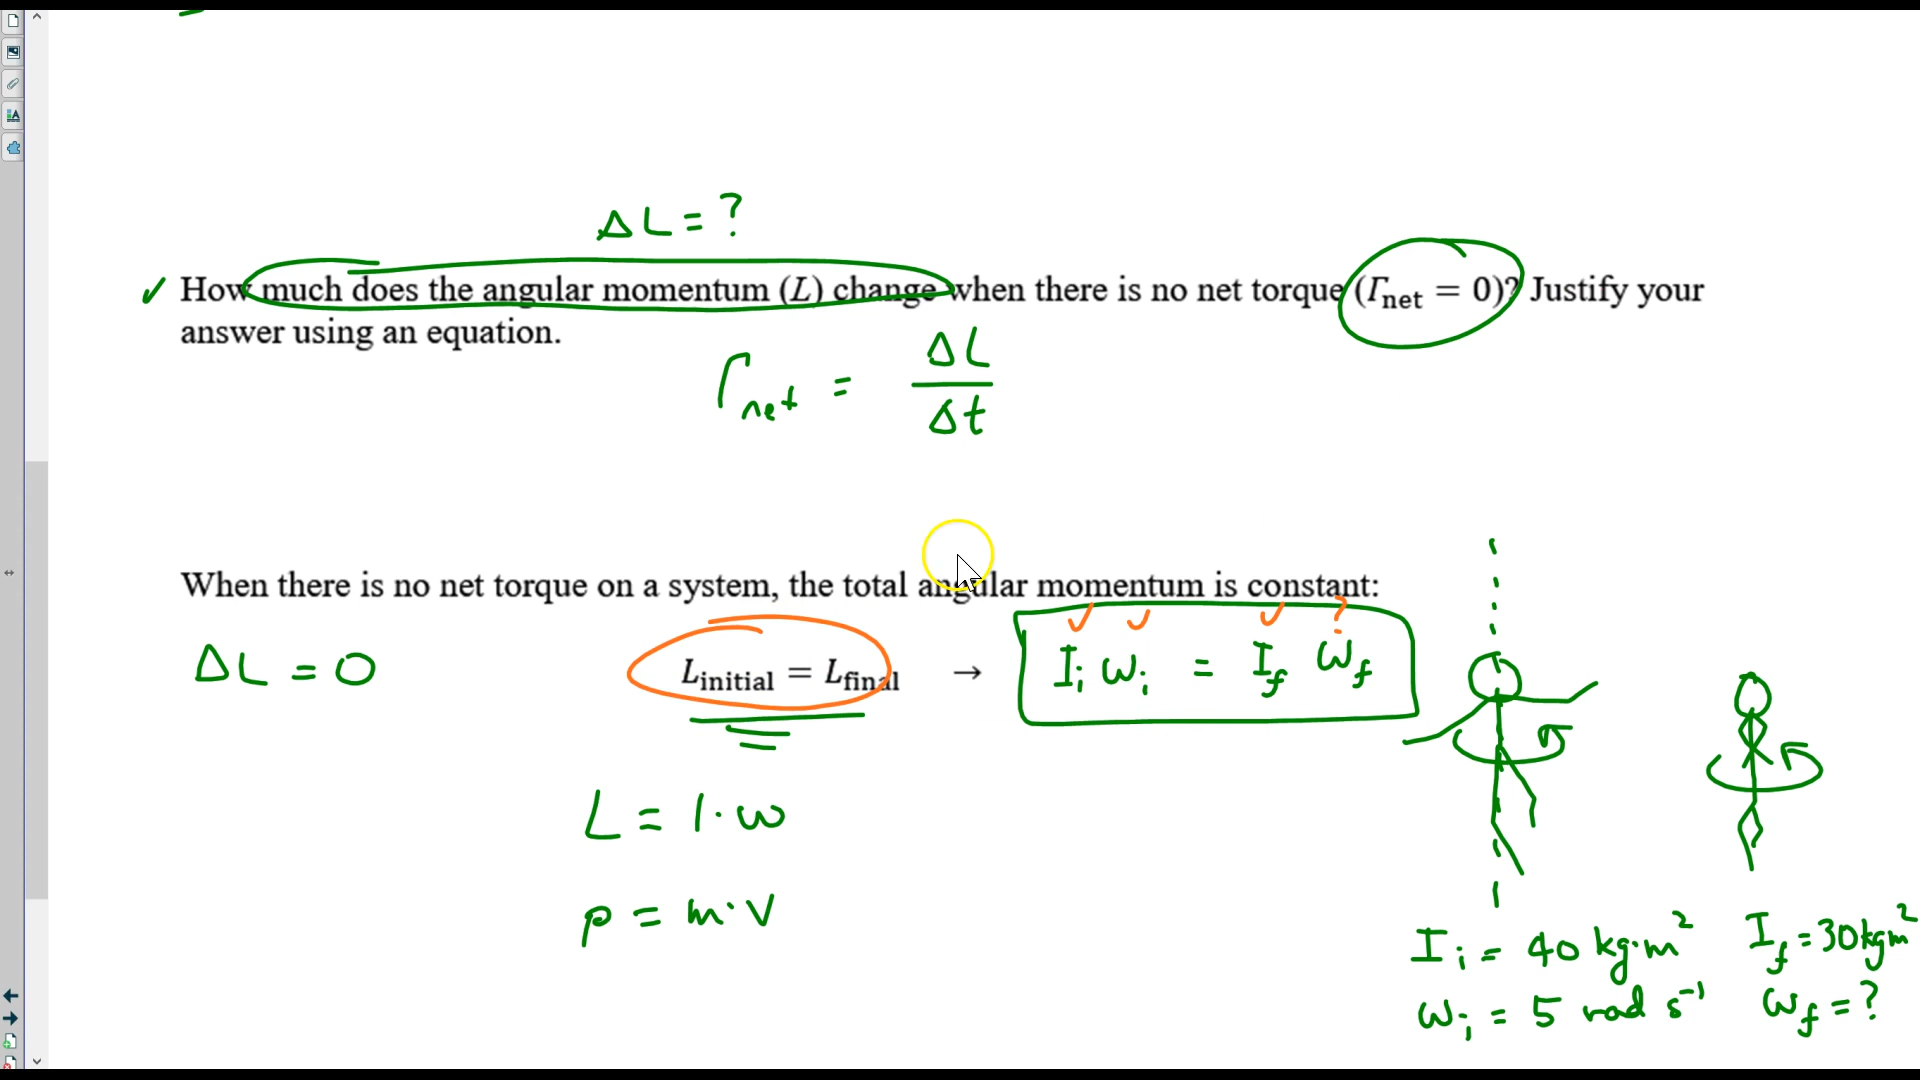 ΔL = ?
✓ How much does the angular momentum (L) change when there is no net torque (Γnet = 0)? Justify your
answer using an equation.
Γnet = ΔL/Δt
When there is no net torque on a system, the total angular momentum is constant:
✓ ✓ ✓ ?
ΔL = 0 Linitial = Lfinal → Ii ωi = If ωf
L = I·ω
p = m·v
Ii = 40 kg·m² If = 30 kgm²
ωi = 5 rad s⁻¹ ωf = ?